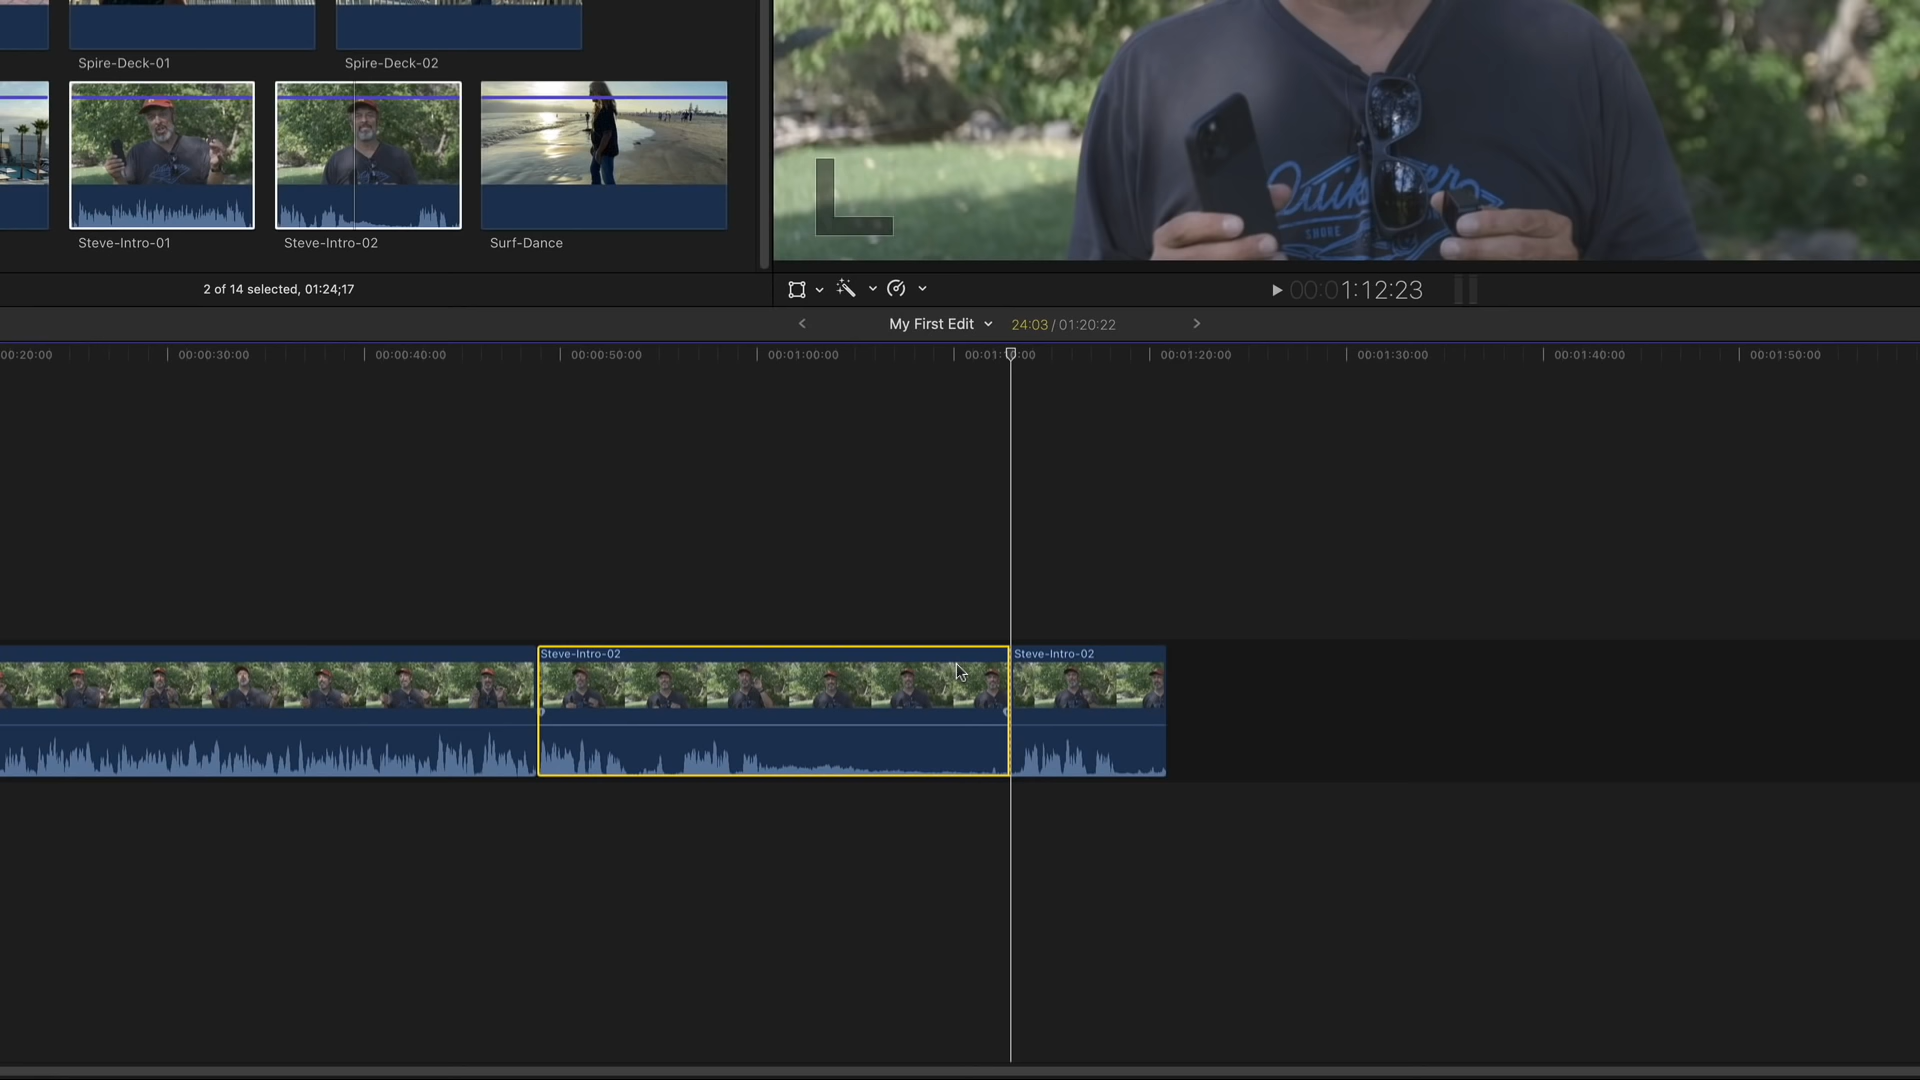 Spire-Deck-01
Spire-Deck-02
Steve-Intro-01
Steve-Intro-02
Surf-Dance
Quiksilver
SHORE
2 of 14 selected, 01:24;17
00:01:12:23
My First Edit
24:03 / 01:20:22
00:20:00
00:00:30:00
00:00:40:00
00:00:50:00
00:01:00:00
00:01:10:00
00:01:20:00
00:01:30:00
00:01:40:00
00:01:50:00
Steve-Intro-02
Steve-Intro-02